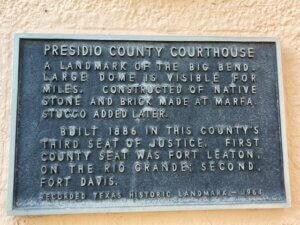 PRESIDIO COUNTY COURTHOUSE
A LANDMARK OF THE BIG BEND.
LARGE DOME IS VISIBLE FOR
MILES. CONSTRUCTED OF NATIVE
STONE AND BRICK MADE AT MARFA.
STUCCO ADDED LATER.
BUILT 1886 IN THIS COUNTY'S
THIRD SEAT OF JUSTICE. FIRST
COUNTY SEAT WAS FORT LEATON,
ON THE RIO GRANDE; SECOND,
FORT DAVIS.
RECORDED TEXAS HISTORIC LANDMARK - 1964